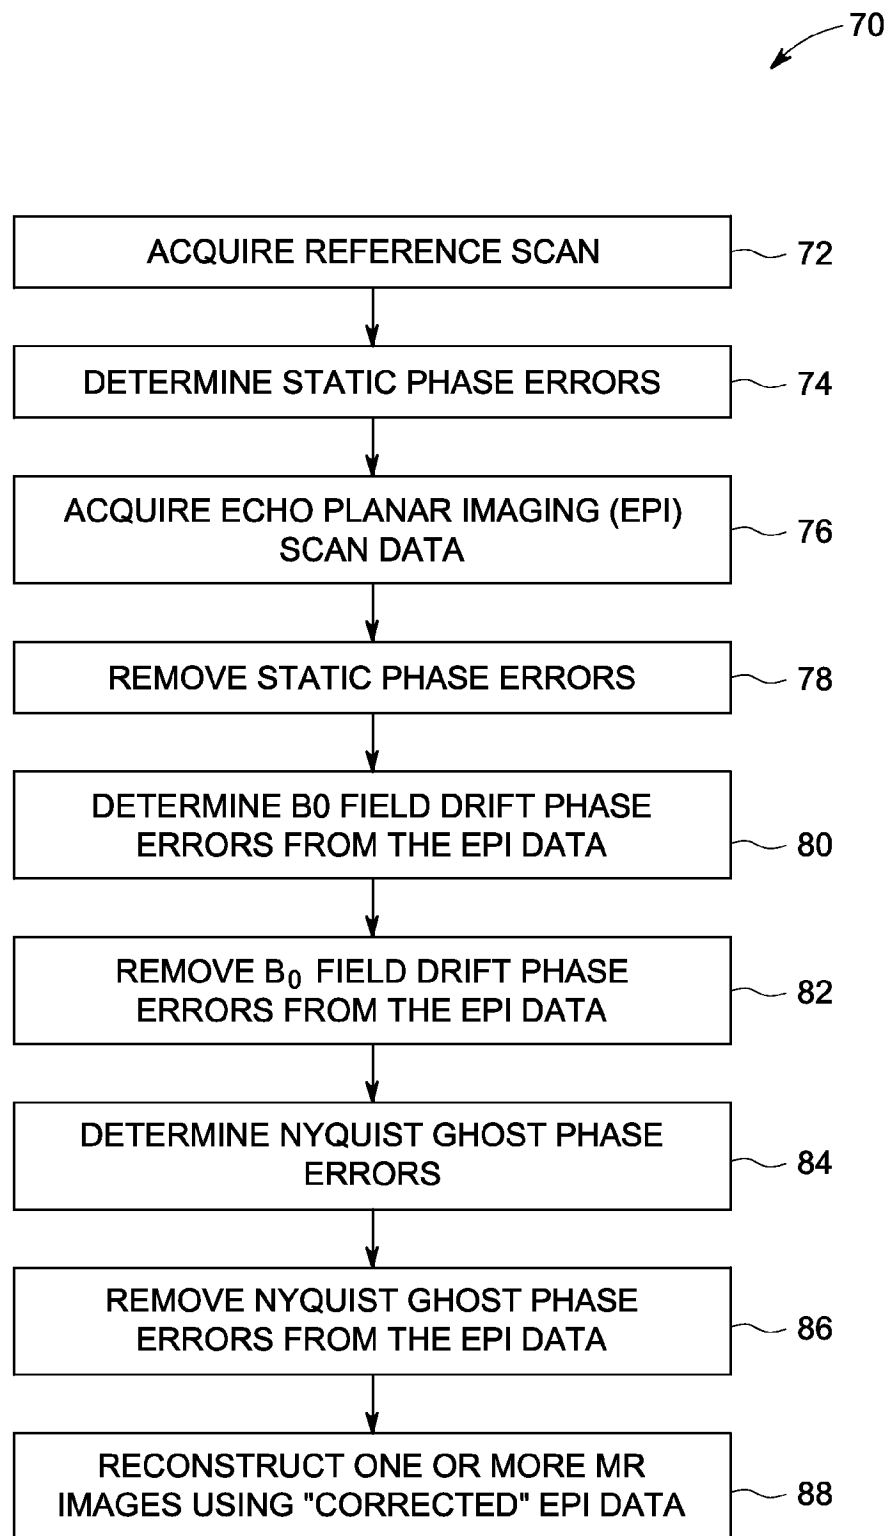 70
ACQUIRE REFERENCE SCAN
72
DETERMINE STATIC PHASE ERRORS
74
ACQUIRE ECHO PLANAR IMAGING (EPI)
SCAN DATA
76
REMOVE STATIC PHASE ERRORS
78
DETERMINE B0 FIELD DRIFT PHASE
ERRORS FROM THE EPI DATA
80
REMOVE B₀ FIELD DRIFT PHASE
ERRORS FROM THE EPI DATA
82
DETERMINE NYQUIST GHOST PHASE
ERRORS
84
REMOVE NYQUIST GHOST PHASE
ERRORS FROM THE EPI DATA
86
RECONSTRUCT ONE OR MORE MR
IMAGES USING "CORRECTED" EPI DATA
88